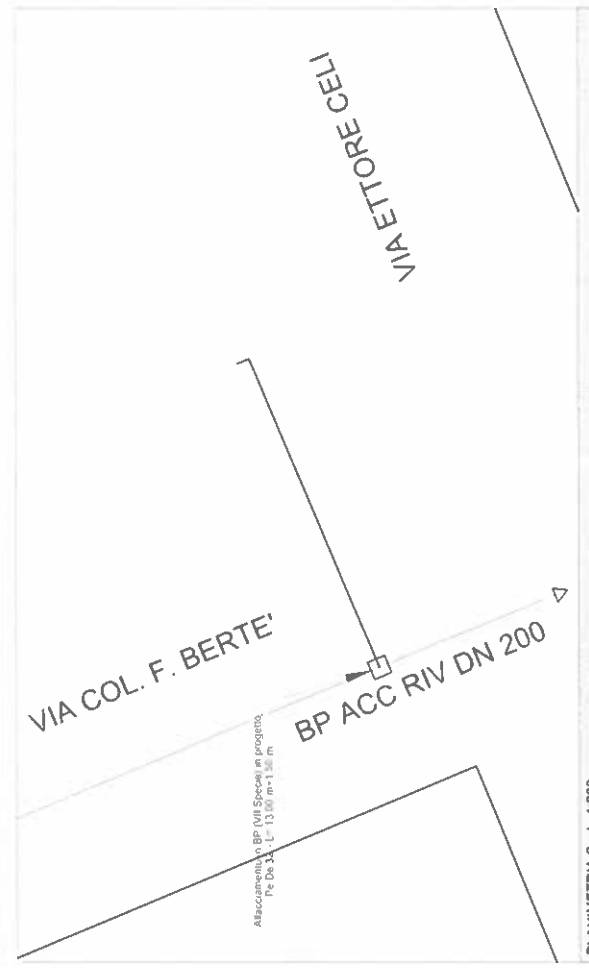 VIA ETTORE CELI
VIA COL. F. BERTE'
BP ACC RIV DN 200
Allacciamento in BP (VII Specie) in progetto
Pe De 32 - L= 13.00 m+1.50 m